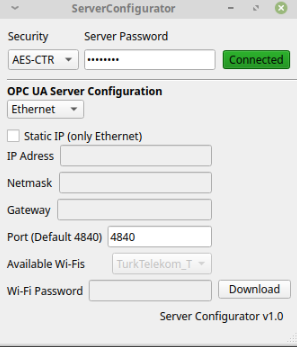 ServerConfigurator
Security Server Password
AES-CTR •••••••• Connected
OPC UA Server Configuration
Ethernet
Static IP (only Ethernet)
IP Adress
Netmask
Gateway
Port (Default 4840) 4840
Available Wi-Fis TurkTelekom_T
Wi-Fi Password Download
Server Configurator v1.0